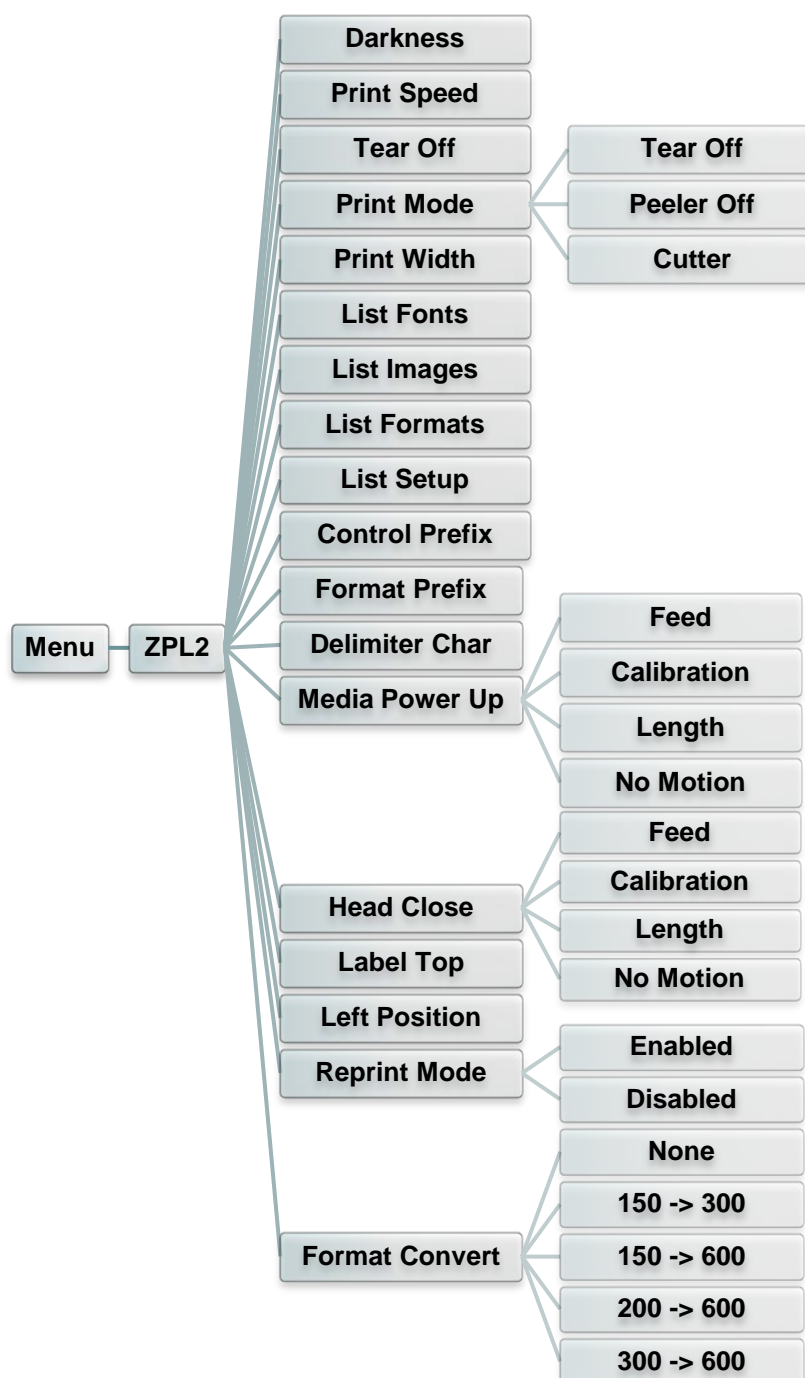 Menu
ZPL2
Darkness
Print Speed
Tear Off
Print Mode
Tear Off
Peeler Off
Cutter
Print Width
List Fonts
List Images
List Formats
List Setup
Control Prefix
Format Prefix
Delimiter Char
Media Power Up
Feed
Calibration
Length
No Motion
Head Close
Feed
Calibration
Length
No Motion
Label Top
Left Position
Reprint Mode
Enabled
Disabled
Format Convert
None
150 -> 300
150 -> 600
200 -> 600
300 -> 600